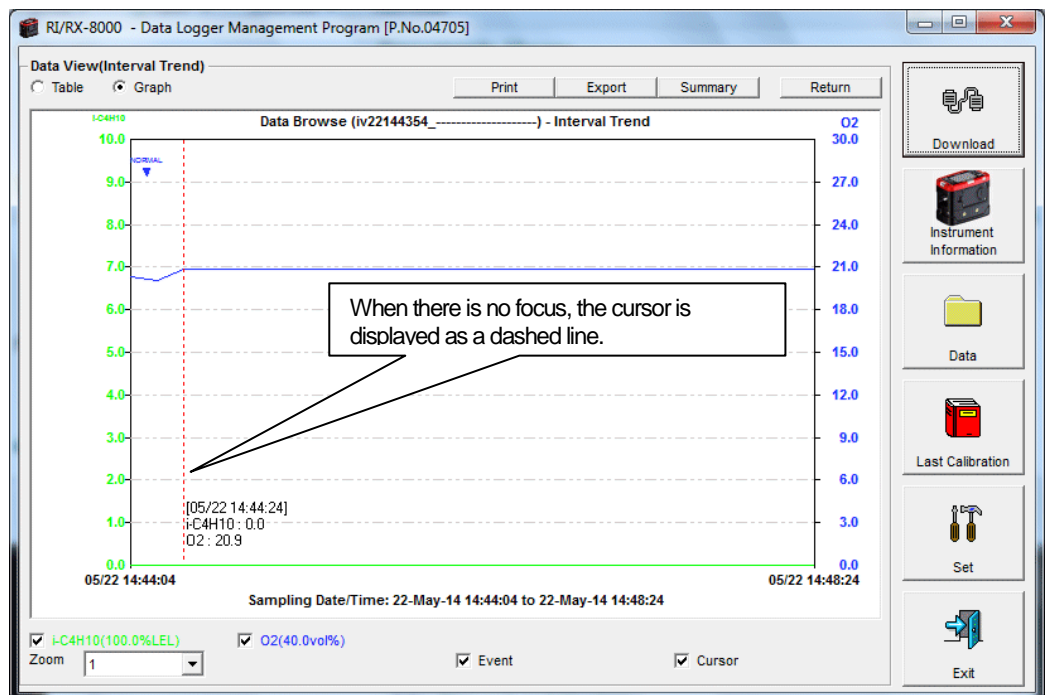 RI/RX-8000 - Data Logger Management Program [P.No.04705]
Data View(Interval Trend)
Table Graph Print Export Summary Return
i-C4H10 Data Browse (iv22144354_--------------------) - Interval Trend O2
10.0 30.0
NORMAL
9.0 27.0
8.0 24.0
7.0 21.0
6.0 18.0
When there is no focus, the cursor is
displayed as a dashed line.
5.0 15.0
4.0 12.0
3.0 9.0
2.0 6.0
[05/22 14:44:24]
1.0 3.0
i-C4H10 : 0.0
O2 : 20.9
0.0 0.0
05/22 14:44:04 05/22 14:48:24
Sampling Date/Time: 22-May-14 14:44:04 to 22-May-14 14:48:24
i-C4H10(100.0%LEL) O2(40.0vol%)
Zoom 1 Event Cursor
Download
Instrument
Information
Data
Last Calibration
Set
Exit